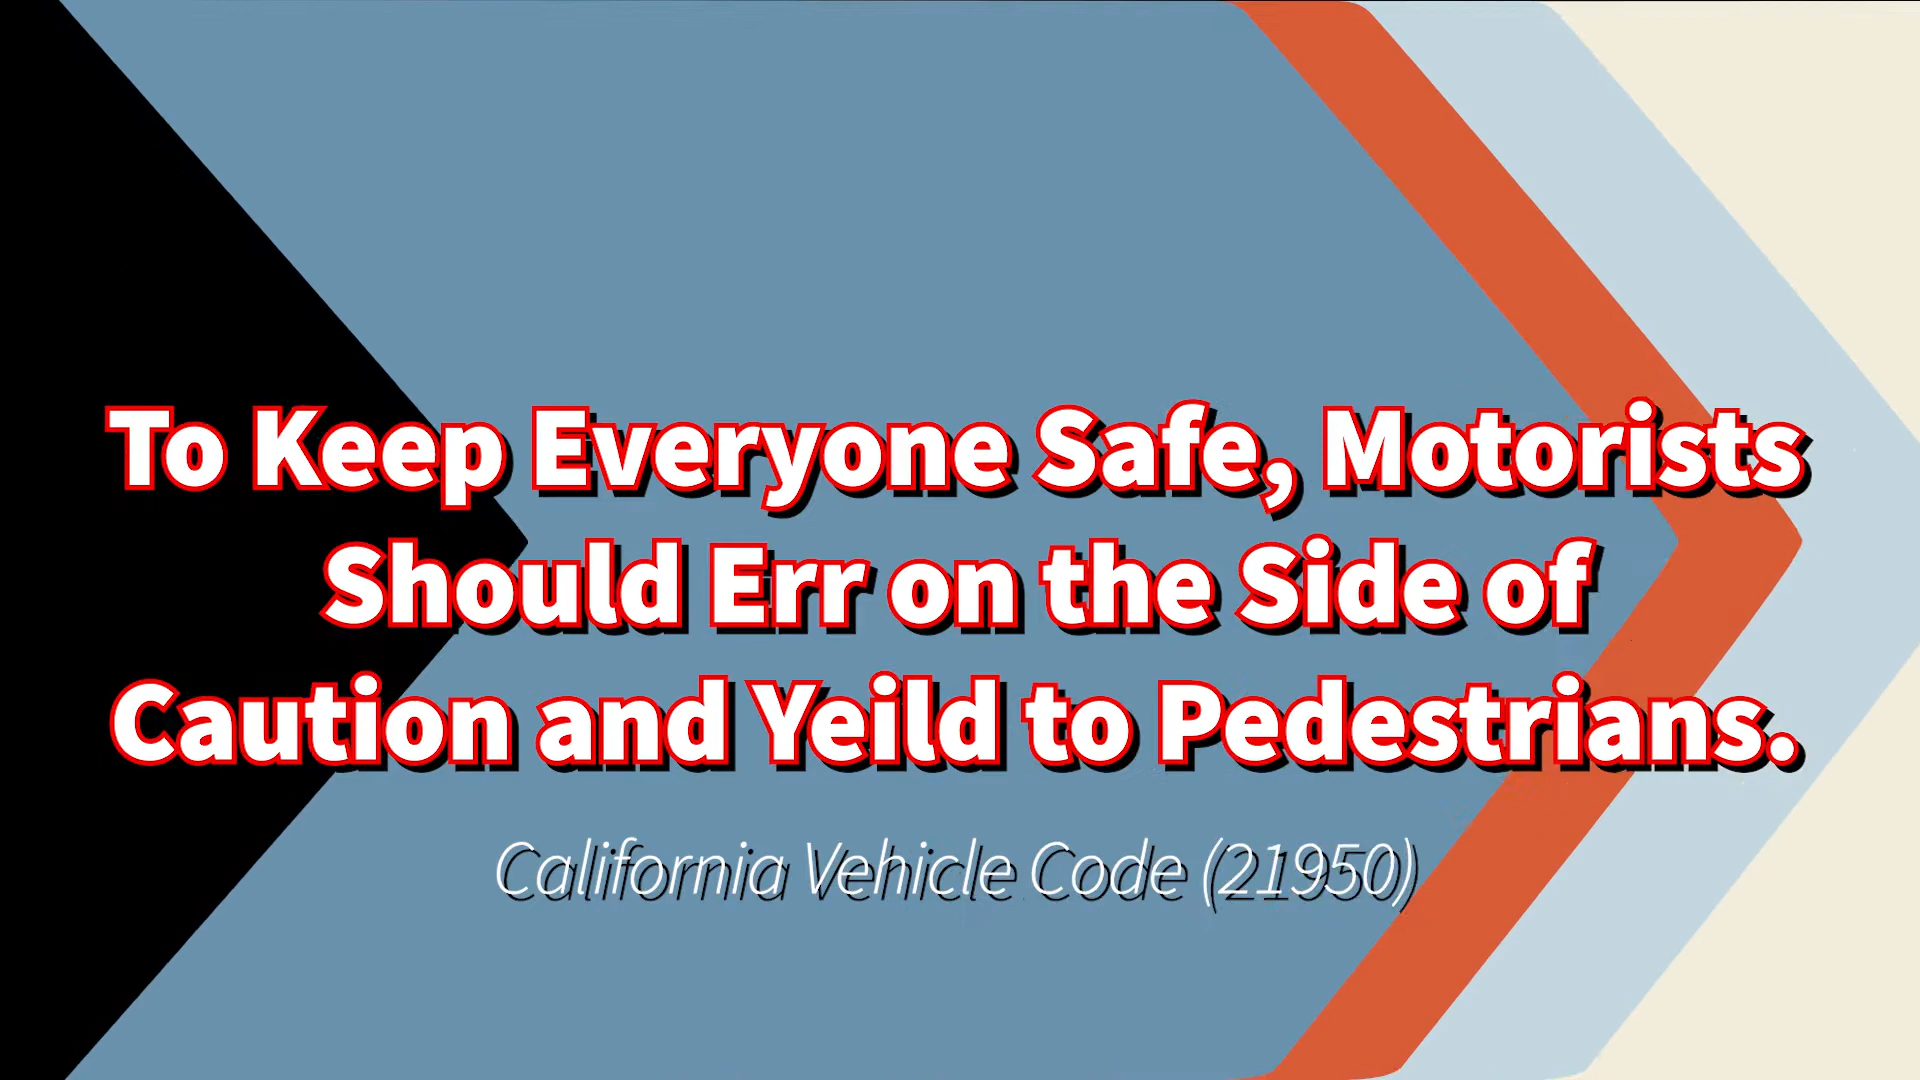 To Keep Everyone Safe, Motorists
Should Err on the Side of
Caution and Yeild to Pedestrians.
California Vehicle Code (21950)